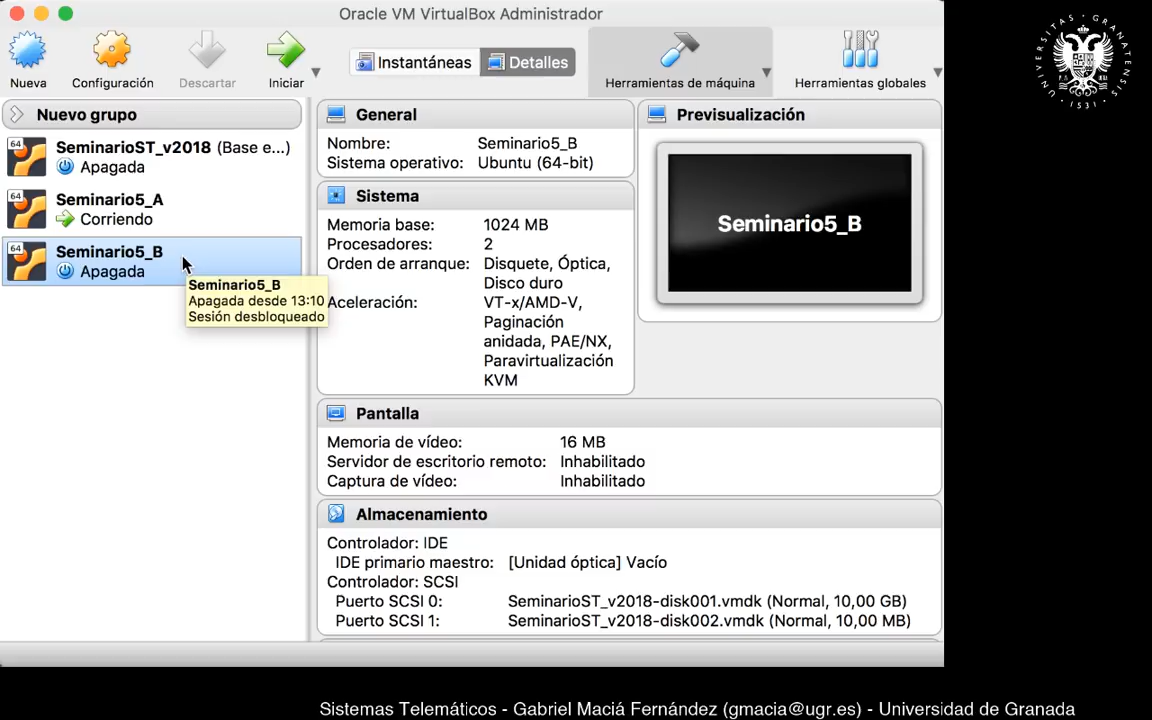 Oracle VM VirtualBox Administrador
Nueva
Configuración
Descartar
Iniciar
Instantáneas
Detalles
Herramientas de máquina
Herramientas globales
UNIVERSITAS · GRANATENSIS
· 1531 ·
Nuevo grupo
64
SeminarioST_v2018 (Base e...)
Apagada
64
Seminario5_A
Corriendo
64
Seminario5_B
Apagada
Seminario5_B
Apagada desde 13:10
Sesión desbloqueado
General
Nombre: Seminario5_B
Sistema operativo: Ubuntu (64-bit)
Sistema
Memoria base: 1024 MB
Procesadores: 2
Orden de arranque: Disquete, Óptica,
Disco duro
Aceleración: VT-x/AMD-V,
Paginación
anidada, PAE/NX,
Paravirtualización
KVM
Previsualización
Seminario5_B
Pantalla
Memoria de vídeo: 16 MB
Servidor de escritorio remoto: Inhabilitado
Captura de vídeo: Inhabilitado
Almacenamiento
Controlador: IDE
IDE primario maestro: [Unidad óptica] Vacío
Controlador: SCSI
Puerto SCSI 0: SeminarioST_v2018-disk001.vmdk (Normal, 10,00 GB)
Puerto SCSI 1: SeminarioST_v2018-disk002.vmdk (Normal, 10,00 MB)
Sistemas Telemáticos - Gabriel Maciá Fernández (gmacia@ugr.es) - Universidad de Granada